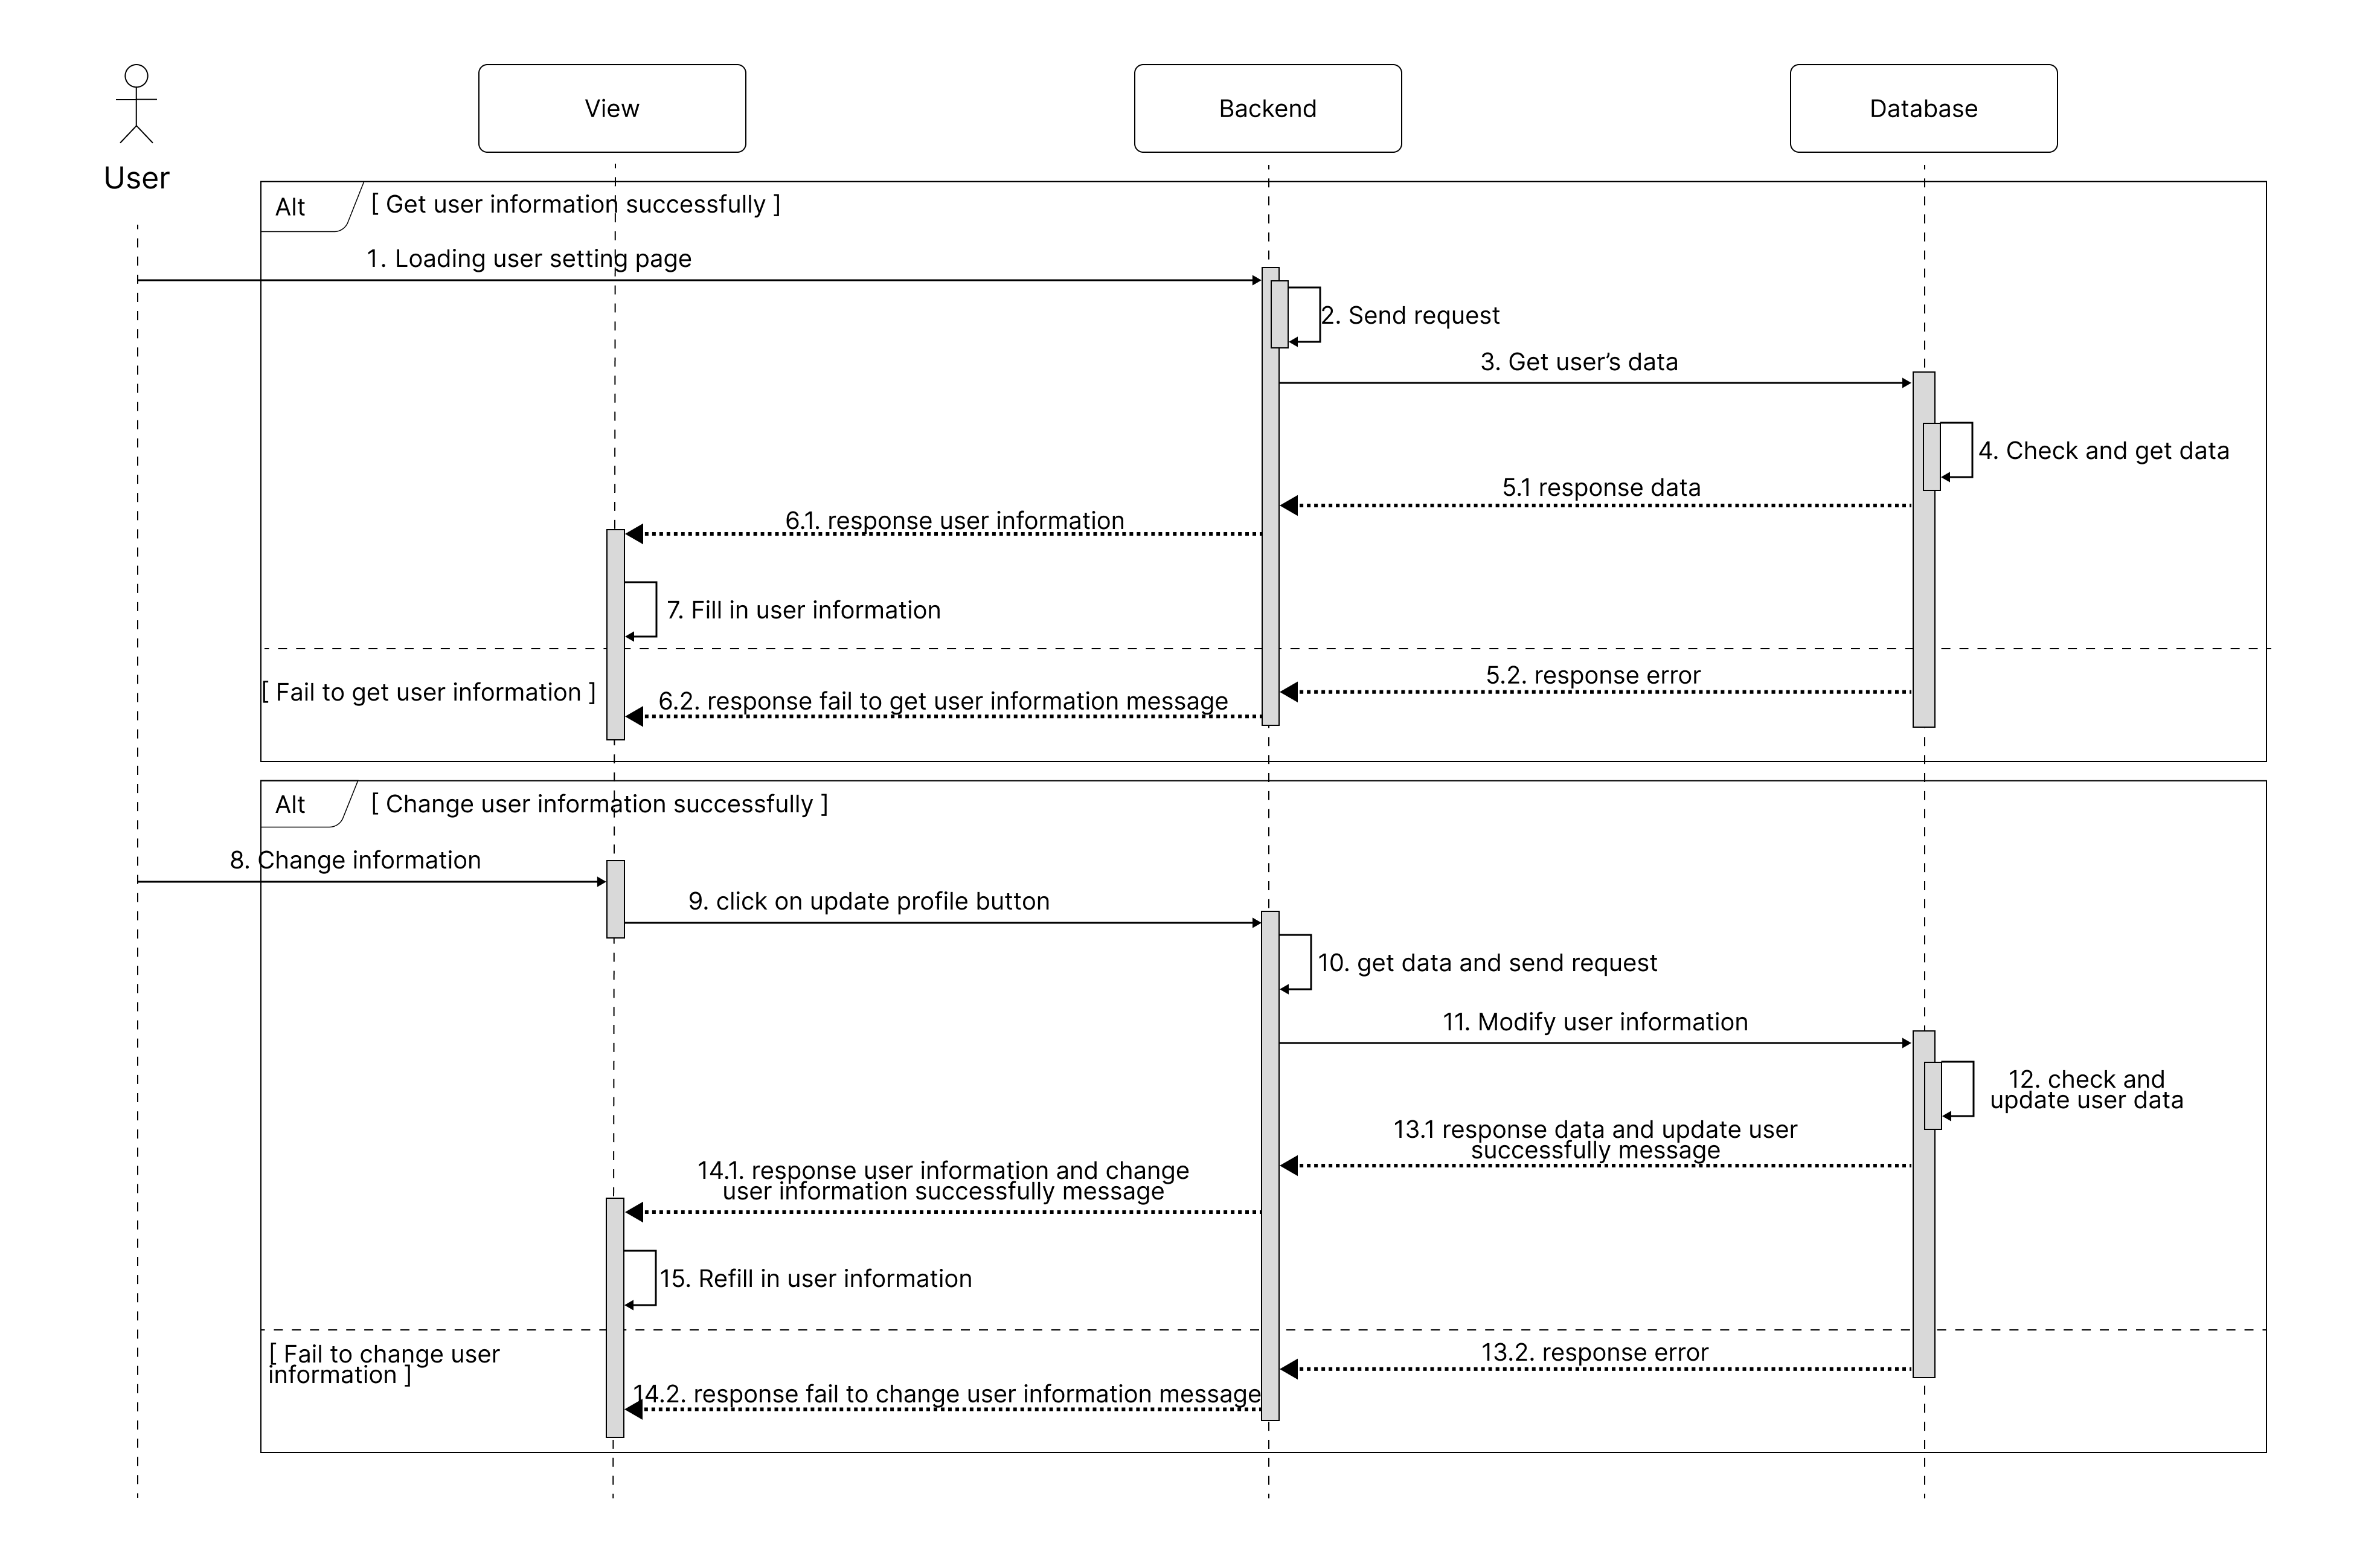 User
View
Backend
Database
Alt
[ Get user information successfully ]
1. Loading user setting page
2. Send request
3. Get user’s data
4. Check and get data
5.1 response data
6.1. response user information
7. Fill in user information
[ Fail to get user information ]
5.2. response error
6.2. response fail to get user information message
Alt
[ Change user information successfully ]
8. Change information
9. click on update profile button
10. get data and send request
11. Modify user information
12. check and
update user data
13.1 response data and update user
successfully message
14.1. response user information and change
user information successfully message
15. Refill in user information
[ Fail to change user
information ]
13.2. response error
14.2. response fail to change user information message